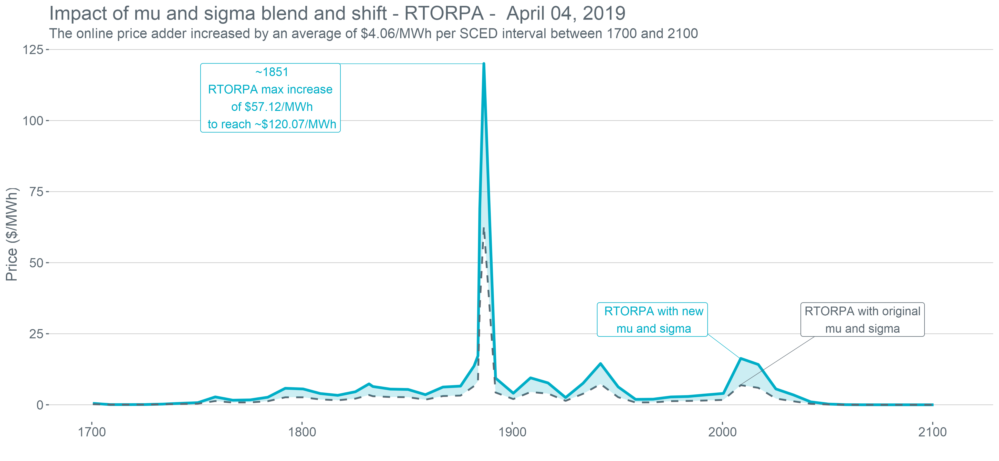 Impact of mu and sigma blend and shift - RTORPA -  April 04, 2019
The online price adder increased by an average of $4.06/MWh per SCED interval between 1700 and 2100
125
100
75
50
25
0
Price ($/MWh)
~1851
RTORPA max increase
of $57.12/MWh
to reach ~$120.07/MWh
RTORPA with new
mu and sigma
RTORPA with original
mu and sigma
1700
1800
1900
2000
2100